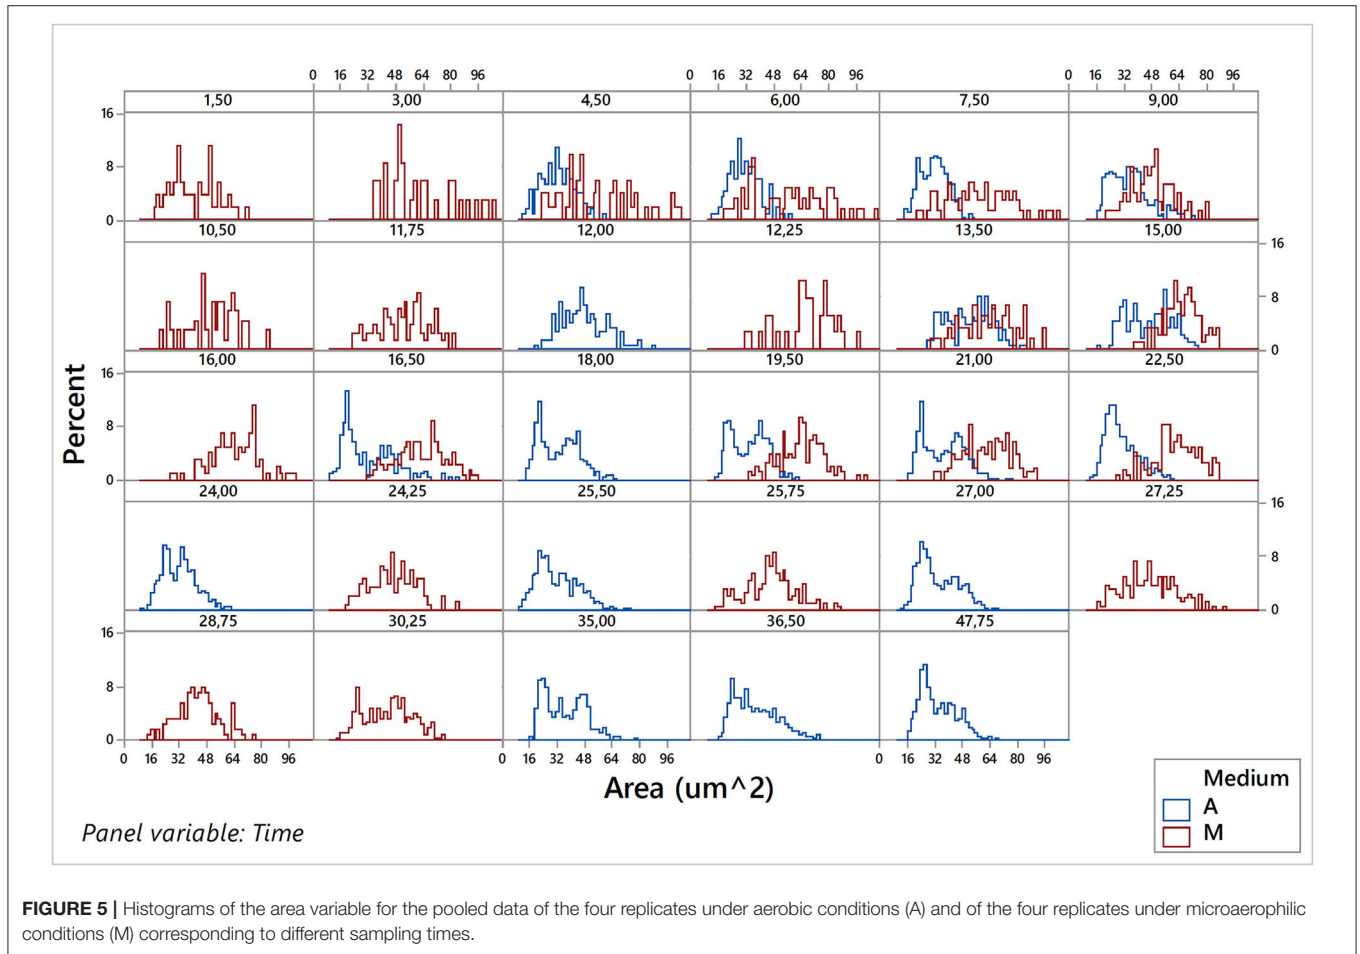 0 16 32 48 64 80 96 0 16 32 48 64 80 96 0 16 32 48 64 80 96
1,50 3,00 4,50 6,00 7,50 9,00
16
8
0
10,50 11,75 12,00 12,25 13,50 15,00
16
8
0
16,00 16,50 18,00 19,50 21,00 22,50
16
8
0
24,00 24,25 25,50 25,75 27,00 27,25
16
8
0
28,75 30,25 35,00 36,50 47,75
16
8
0
0 16 32 48 64 80 96 0 16 32 48 64 80 96 0 16 32 48 64 80 96
Percent
Area (um^2)
Panel variable: Time
Medium
A
M
FIGURE 5 | Histograms of the area variable for the pooled data of the four replicates under aerobic conditions (A) and of the four replicates under microaerophilic
conditions (M) corresponding to different sampling times.